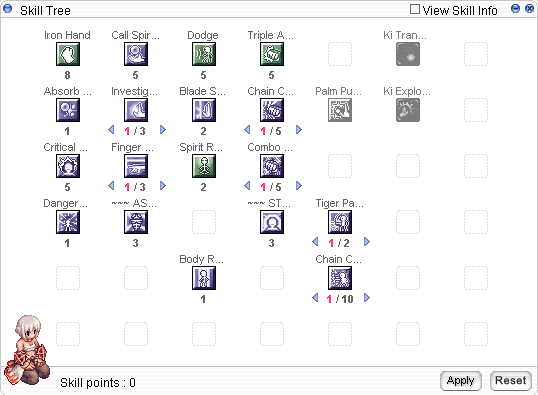 Skill Tree View Skill Info
Iron Hand Call Spir... Dodge Triple A... Ki Tran...
8 5 5 5
Absorb ... Investig... Blade S... Chain C... Palm Pu... Ki Explo...
1 1 / 3 2 1 / 5
Critical ... Finger ... Spirit R... Combo ...
5 1 / 3 2 1 / 5
Danger... ~~~ AS... ~~~ ST... Tiger Pa...
1 3 3 1 / 2
Body R... Chain C...
1 1 / 10
Skill points : 0 Apply Reset